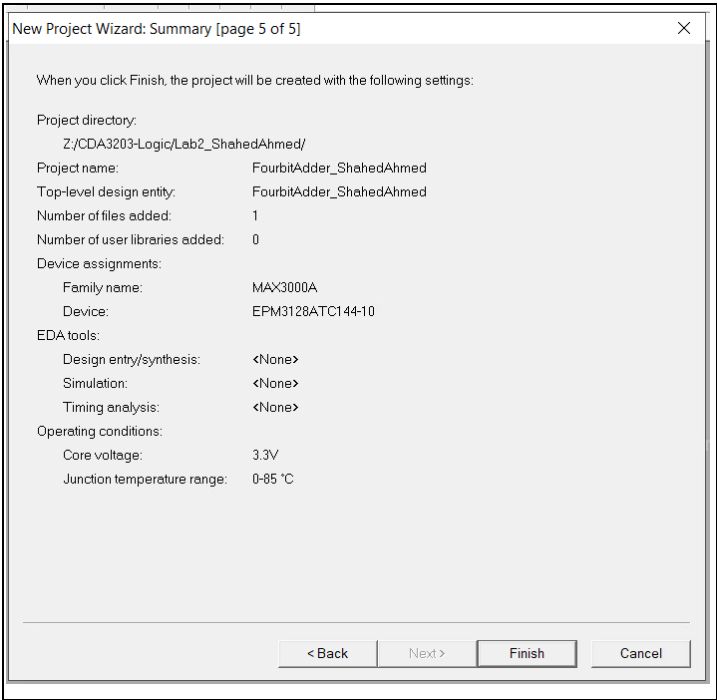 New Project Wizard: Summary [page 5 of 5]
When you click Finish, the project will be created with the following settings:
Project directory:
Z:/CDA3203-Logic/Lab2_ShahedAhmed/
Project name: FourbitAdder_ShahedAhmed
Top-level design entity: FourbitAdder_ShahedAhmed
Number of files added: 1
Number of user libraries added: 0
Device assignments:
Family name: MAX3000A
Device: EPM3128ATC144-10
EDA tools:
Design entry/synthesis: <None>
Simulation: <None>
Timing analysis: <None>
Operating conditions:
Core voltage: 3.3V
Junction temperature range: 0-85 °C
< Back Next > Finish Cancel